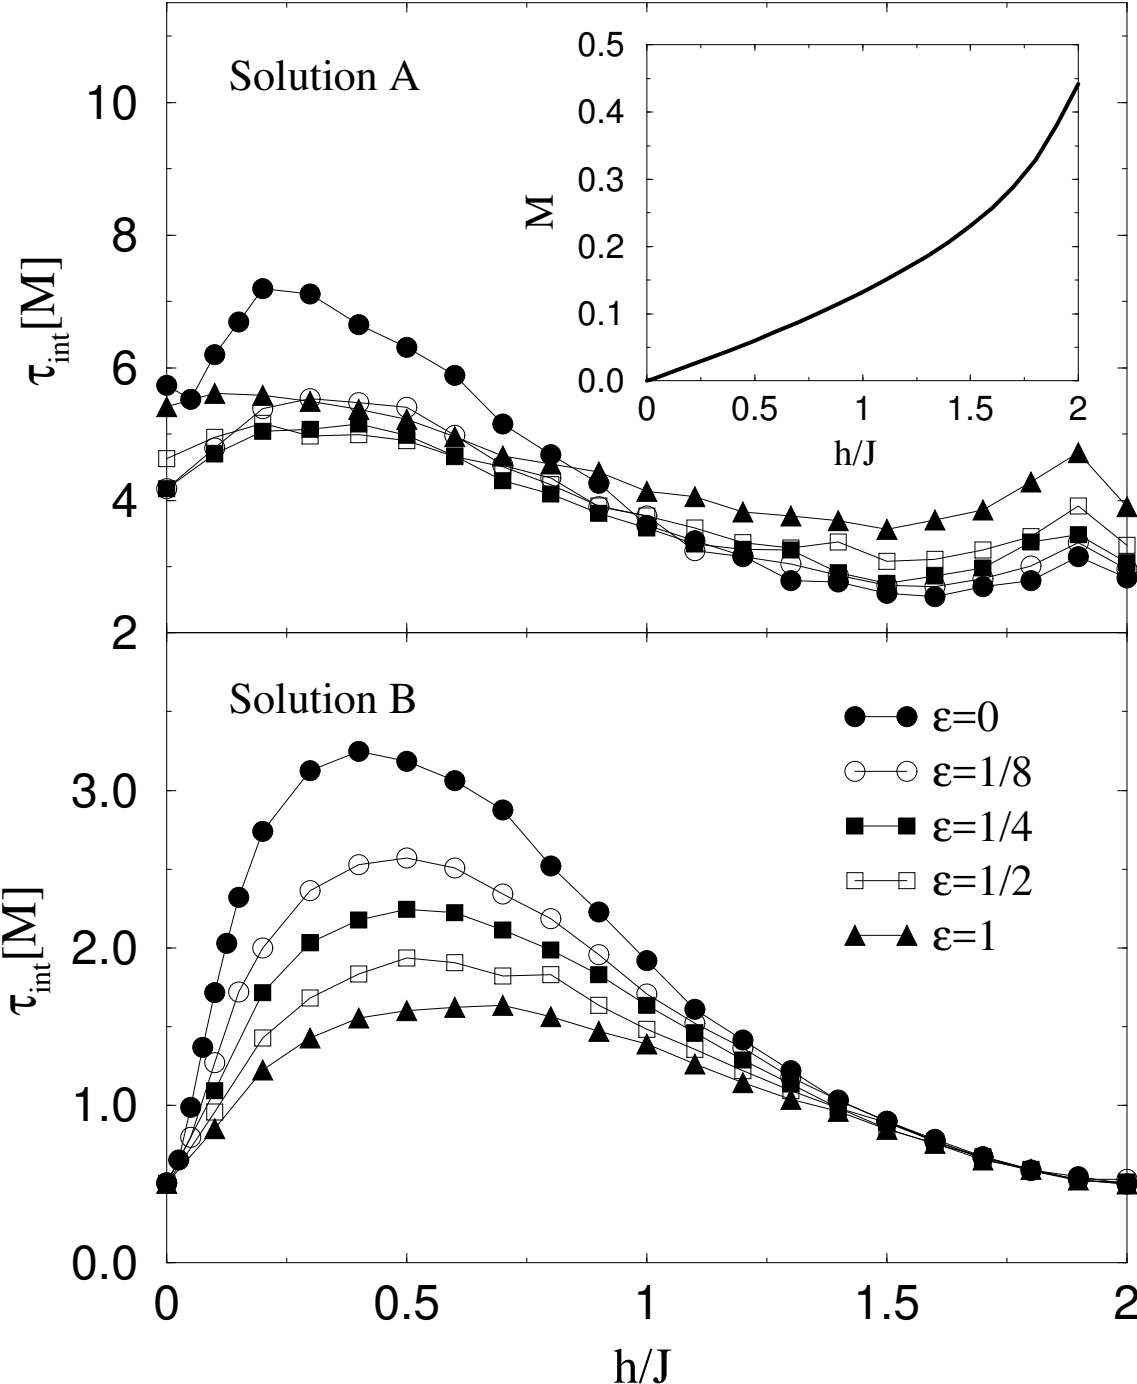 Solution A
10
8
6
4
2
τint[M]
0.5
0.4
0.3
0.2
0.1
0.0
M
0 0.5 1 1.5 2
h/J
Solution B
ε=0
ε=1/8
ε=1/4
ε=1/2
ε=1
3.0
2.0
1.0
0.0
τint[M]
0 0.5 1 1.5 2
h/J